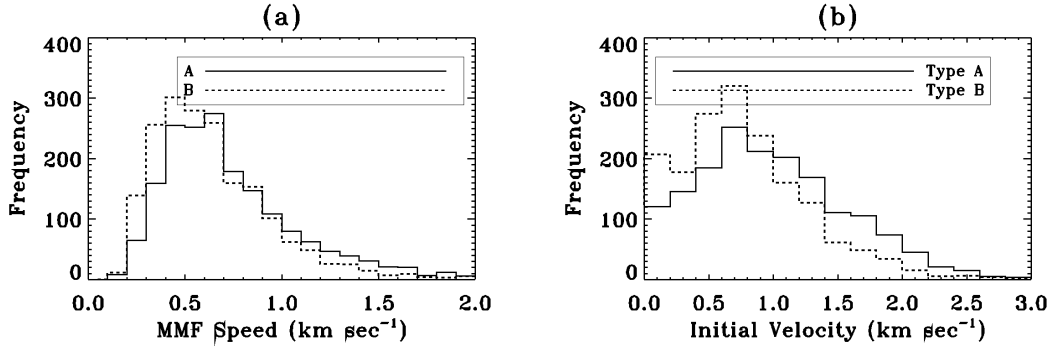 (a)
400
300
200
100
0
Frequency
A
B
0.0 0.5 1.0 1.5 2.0
MMF Speed (km sec⁻¹)
(b)
400
300
200
100
0
Frequency
Type A
Type B
0.0 0.5 1.0 1.5 2.0 2.5 3.0
Initial Velocity (km sec⁻¹)